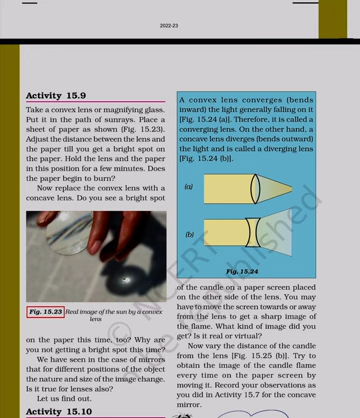 2022-23
Activity 15.9
Take a convex lens or magnifying glass.
Put it in the path of sunrays. Place a
sheet of paper as shown (Fig. 15.23).
Adjust the distance between the lens and
the paper till you get a bright spot on
the paper. Hold the lens and the paper
in this position for a few minutes. Does
the paper begin to burn?
Now replace the convex lens with a
concave lens. Do you see a bright spot
Fig. 15.23 Real image of the sun by a convex
lens
on the paper this time, too? Why are
you not getting a bright spot this time?
We have seen in the case of mirrors
that for different positions of the object
the nature and size of the image change.
Is it true for lenses also?
Let us find out.
Activity 15.10
A convex lens converges (bends
inward) the light generally falling on it
[Fig. 15.24 (a)]. Therefore, it is called a
converging lens. On the other hand, a
concave lens diverges (bends outward)
the light and is called a diverging lens
[Fig. 15.24 (b)].
(a)
(b)
Fig. 15.24
of the candle on a paper screen placed
on the other side of the lens. You may
have to move the screen towards or away
from the lens to get a sharp image of
the flame. What kind of image did you
get? Is it real or virtual?
Now vary the distance of the candle
from the lens [Fig. 15.25 (b)]. Try to
obtain the image of the candle flame
every time on the paper screen by
moving it. Record your observations as
you did in Activity 15.7 for the concave
mirror.
© NCERT